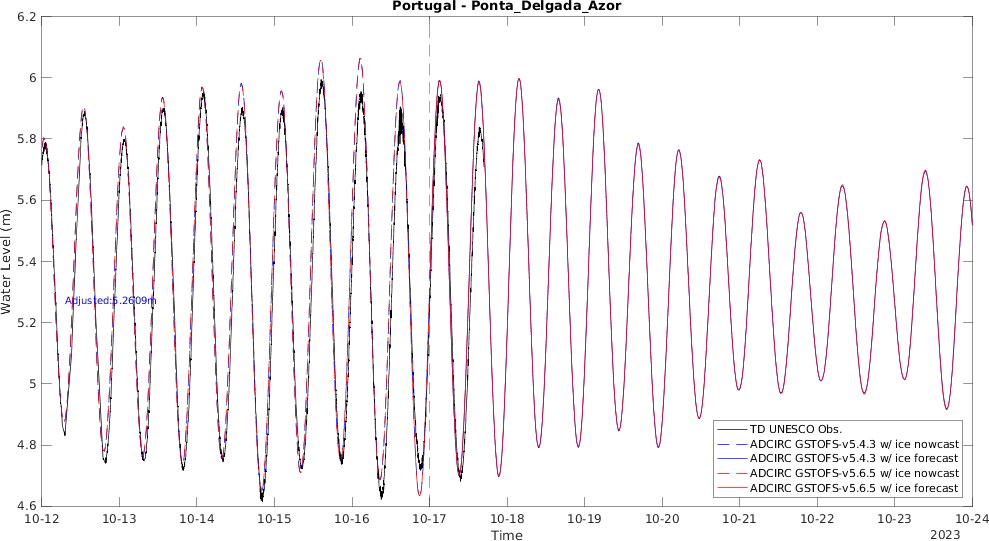 Portugal - Ponta_Delgada_Azor
6.2
6
5.8
5.6
5.4
5.2
5
4.8
4.6
Water Level (m)
Adjusted:5.2609m
TD UNESCO Obs.
ADCIRC GSTOFS-v5.4.3 w/ ice nowcast
ADCIRC GSTOFS-v5.4.3 w/ ice forecast
ADCIRC GSTOFS-v5.6.5 w/ ice nowcast
ADCIRC GSTOFS-v5.6.5 w/ ice forecast
10-12 10-13 10-14 10-15 10-16 10-17 10-18 10-19 10-20 10-21 10-22 10-23 10-24
Time
2023